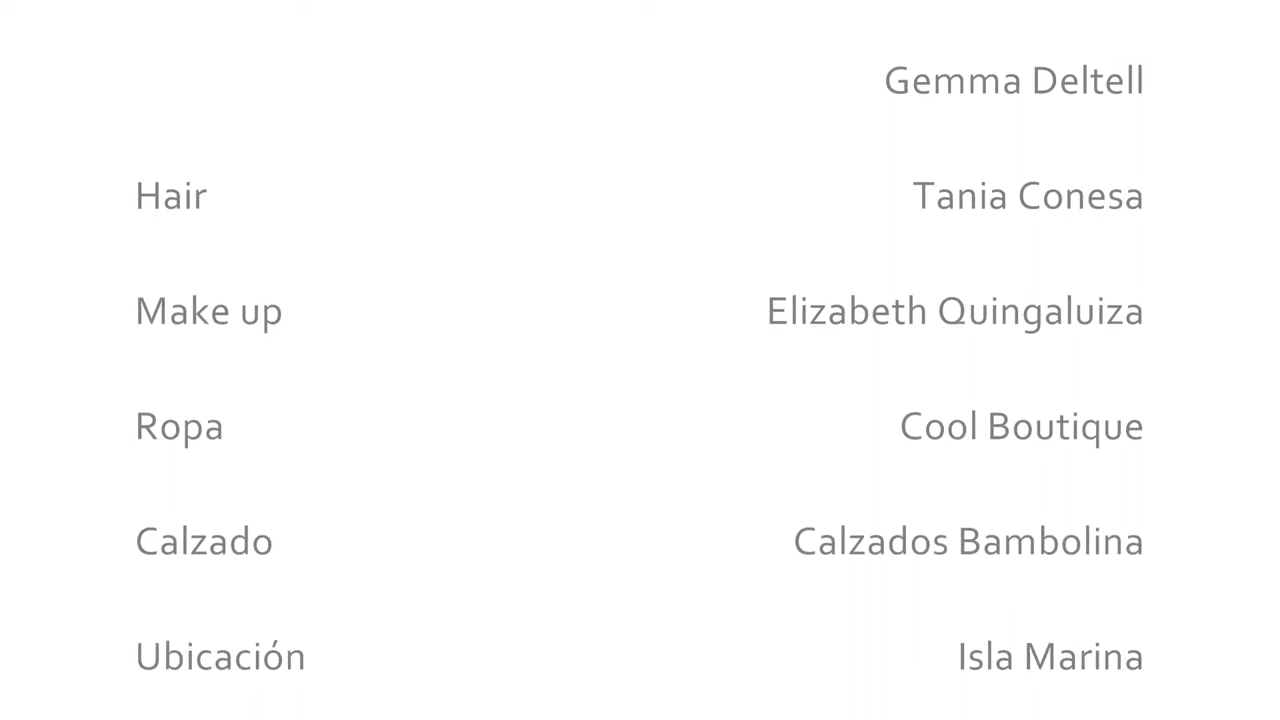 Gemma Deltell
Hair Tania Conesa
Make up Elizabeth Quingaluiza
Ropa Cool Boutique
Calzado Calzados Bambolina
Ubicación Isla Marina